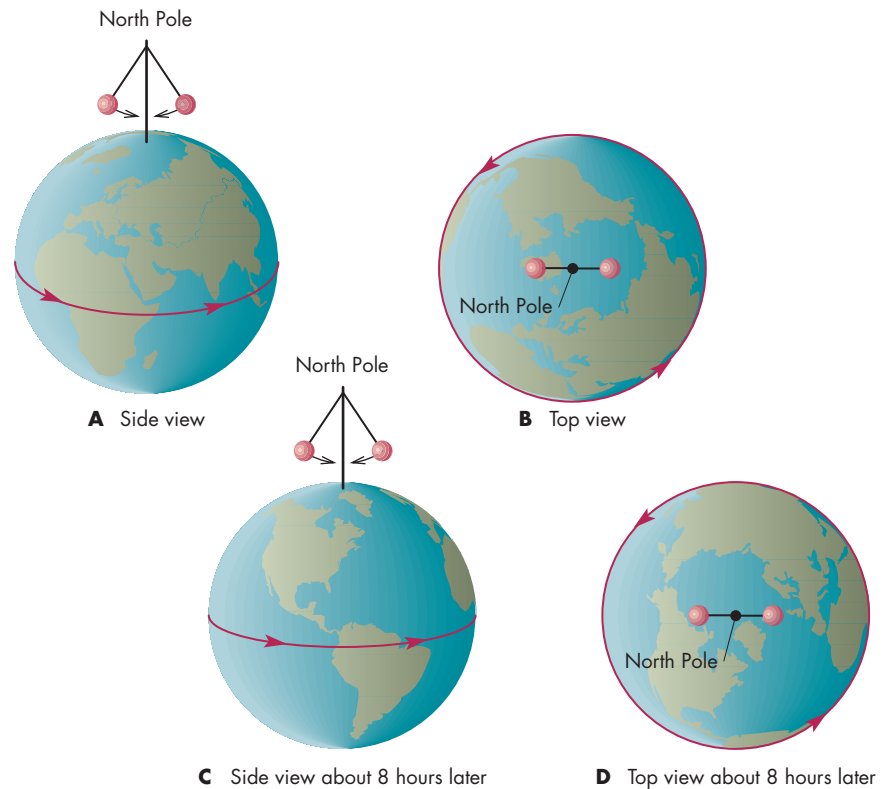 North Pole
North Pole
A Side view
B Top view
North Pole
North Pole
C Side view about 8 hours later
D Top view about 8 hours later